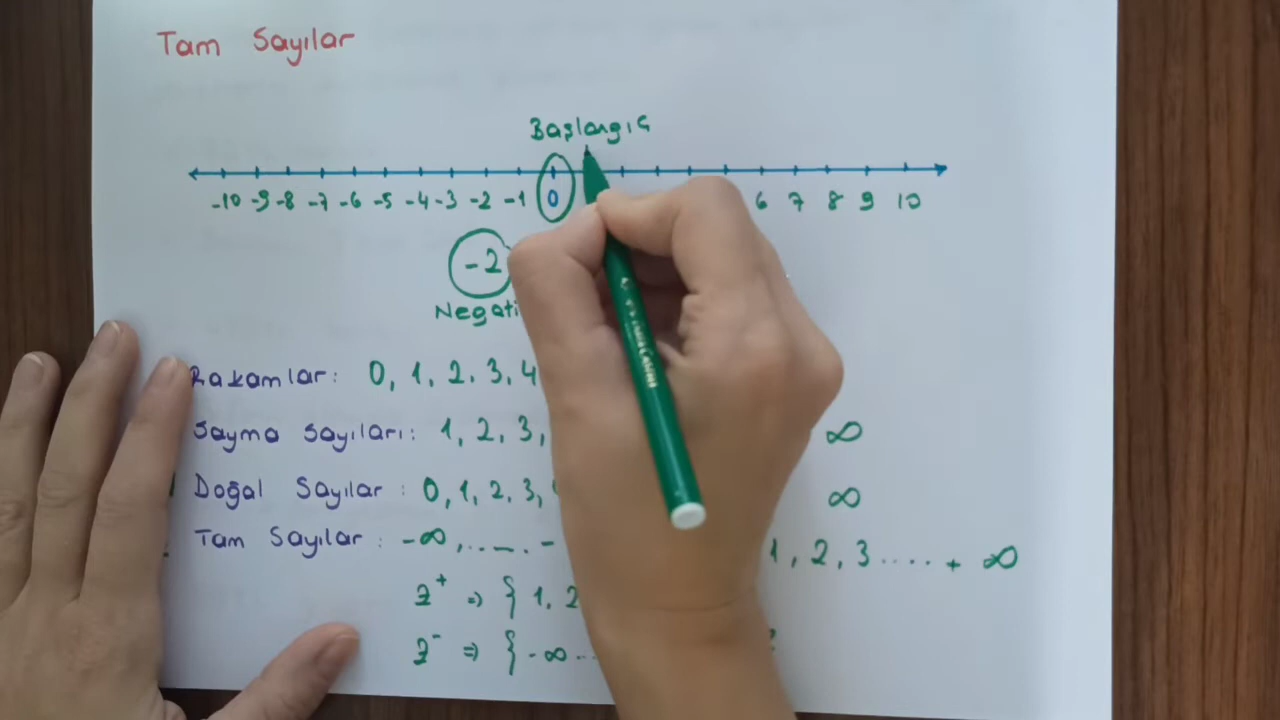 Tam Sayılar
Başlangıç
-10 -9 -8 -7 -6 -5 -4 -3 -2 -1 0 6 7 8 9 10
-2
Negati
Rakamlar: 0, 1, 2, 3, 4
Sayma Sayıları: 1, 2, 3, ∞
Doğal Sayılar: 0, 1, 2, 3, ∞
Tam Sayılar: -∞, ..... - 1, 2, 3 .... + ∞
Z⁺ => { 1, 2
Z⁻ => { -∞ ...